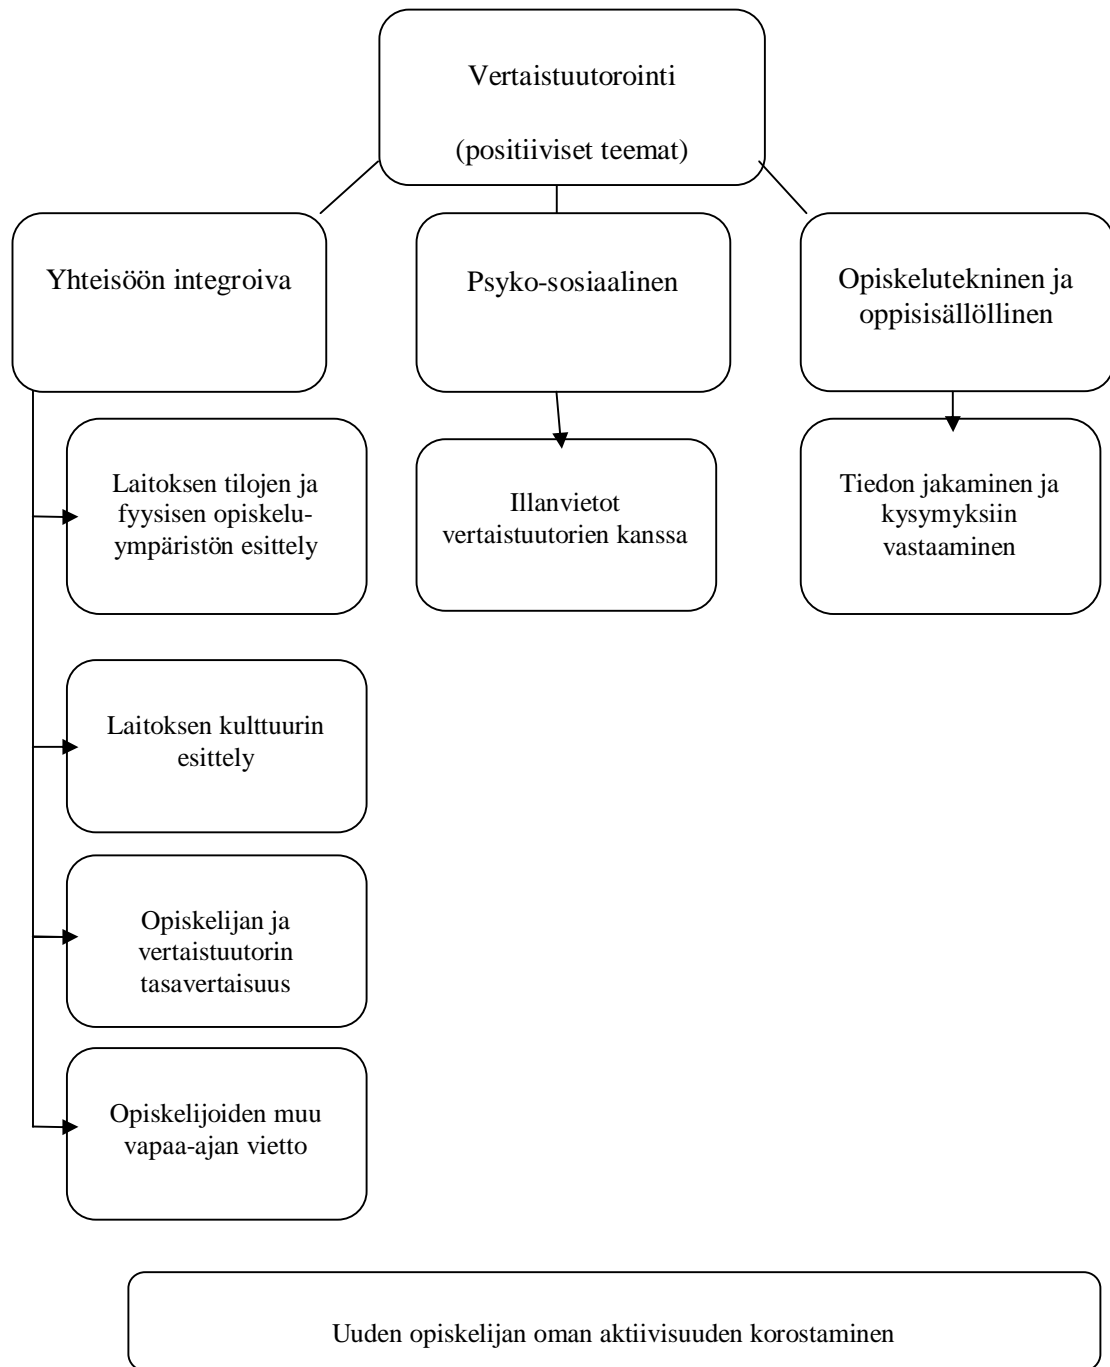 Vertaistuutorointi
(positiiviset teemat)
Yhteisöön integroiva
Psyko-sosiaalinen
Opiskelutekninen ja
oppisisällöllinen
Laitoksen tilojen ja
fyysisen opiskelu-
ympäristön esittely
Illanvietot
vertaistuutorien kanssa
Tiedon jakaminen ja
kysymyksiin
vastaaminen
Laitoksen kulttuurin
esittely
Opiskelijan ja
vertaistuutorin
tasavertaisuus
Opiskelijoiden muu
vapaa-ajan vietto
Uuden opiskelijan oman aktiivisuuden korostaminen